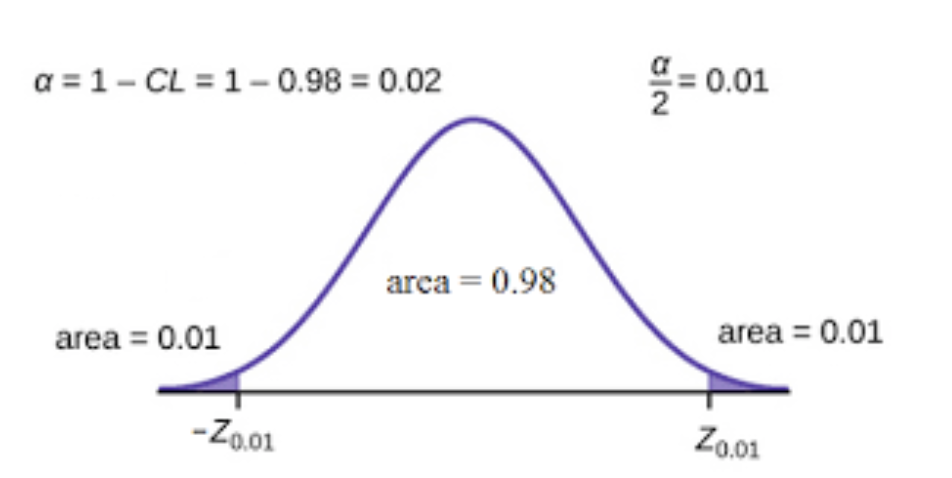 α = 1 – CL = 1 – 0.98 = 0.02
α/2 = 0.01
area = 0.98
area = 0.01
area = 0.01
–Z0.01
Z0.01